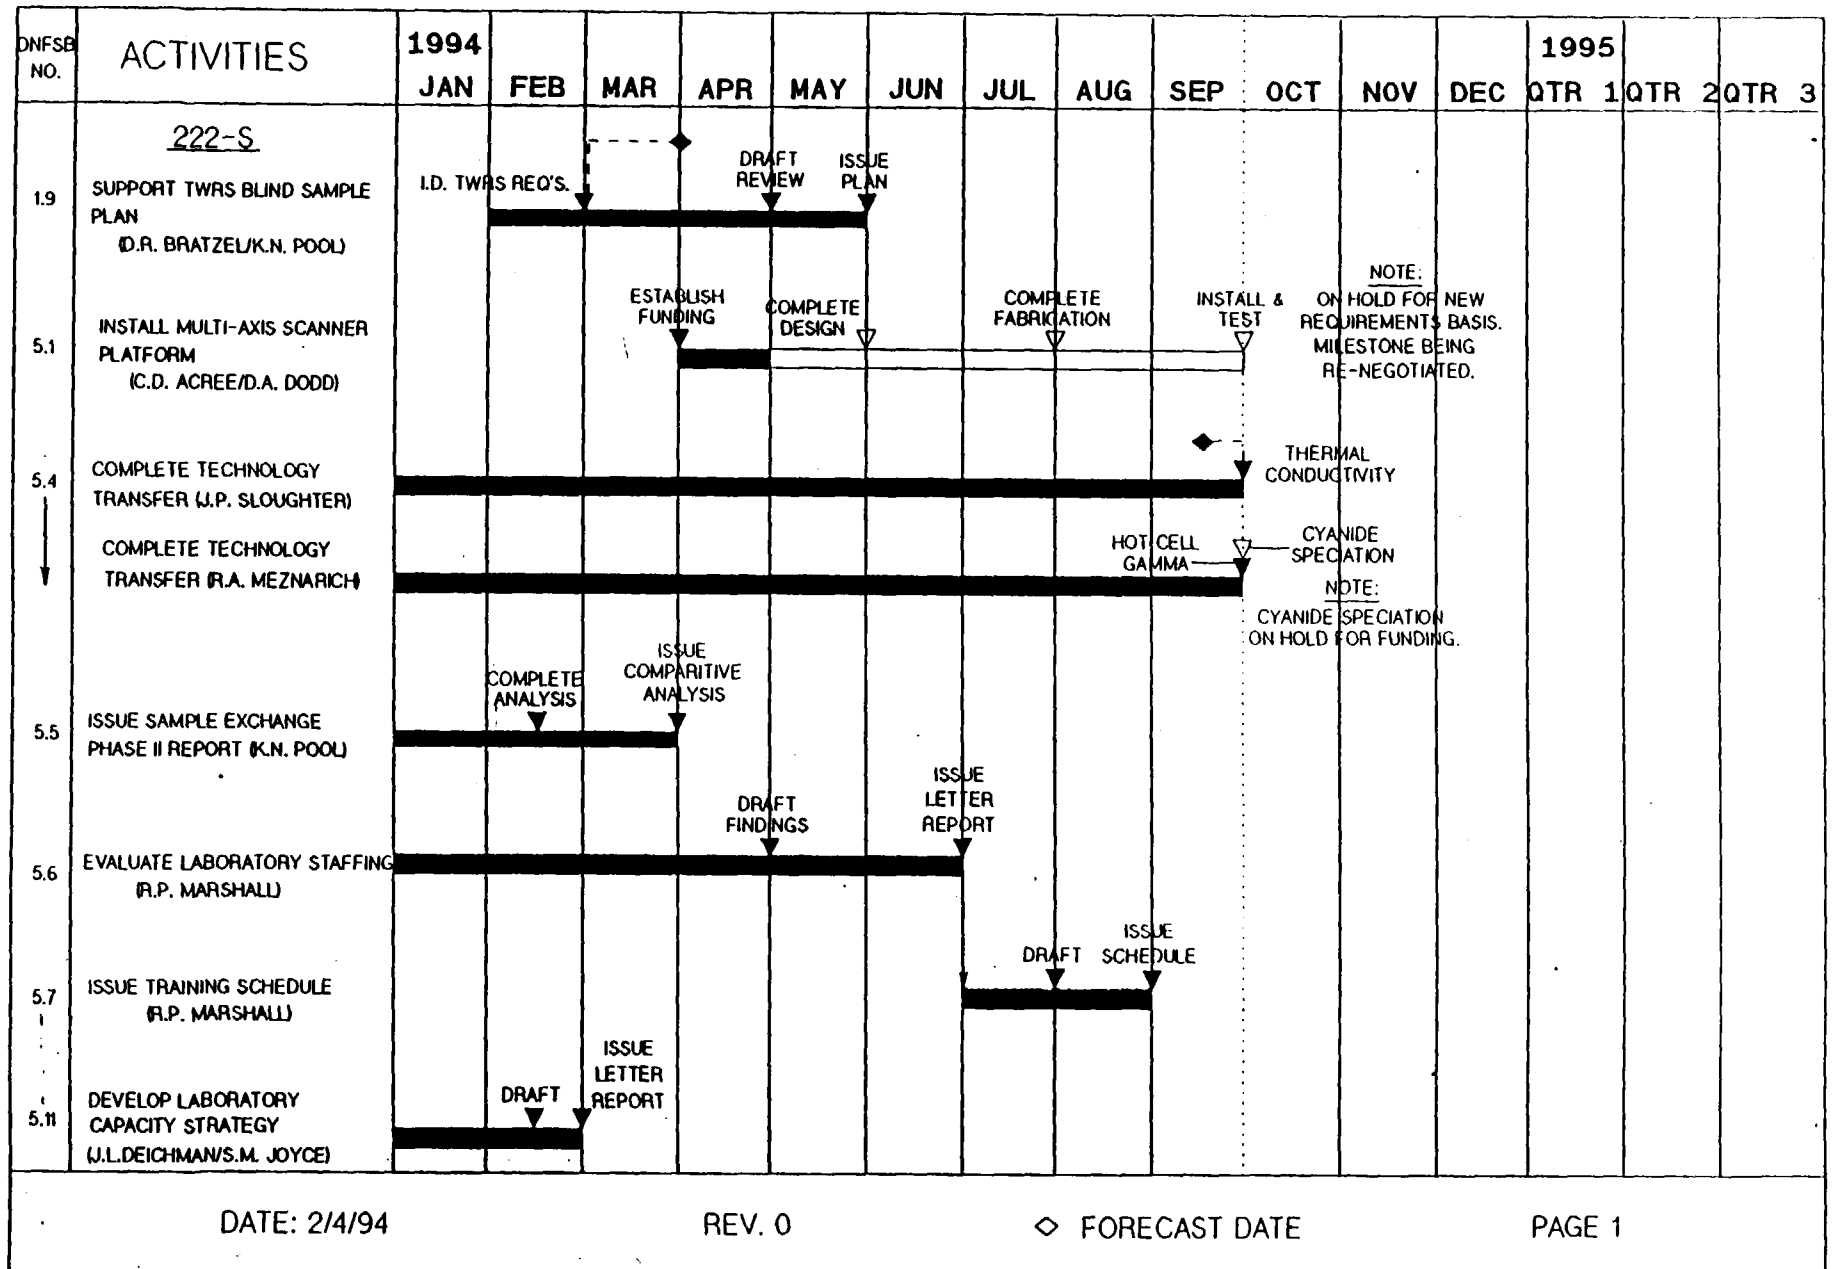 DNFSB
NO.
ACTIVITIES
1994
1995
JAN FEB MAR APR MAY JUN JUL AUG SEP OCT NOV DEC QTR 1 QTR 2 QTR 3
222-S
1.9
SUPPORT TWRS BLIND SAMPLE
PLAN
(D.R. BRATZEL/K.N. POOL)
I.D. TWRS REQ'S.
DRAFT
REVIEW
ISSUE
PLAN
5.1
INSTALL MULTI-AXIS SCANNER
PLATFORM
(C.D. ACREE/D.A. DODD)
ESTABLISH
FUNDING
COMPLETE
DESIGN
COMPLETE
FABRICATION
INSTALL &
TEST
NOTE:
ON HOLD FOR NEW
REQUIREMENTS BASIS.
MILESTONE BEING
RE-NEGOTIATED.
5.4
COMPLETE TECHNOLOGY
TRANSFER (J.P. SLOUGHTER)
THERMAL
CONDUCTIVITY
COMPLETE TECHNOLOGY
TRANSFER (R.A. MEZNARICH)
HOT CELL
GAMMA
CYANIDE
SPECIATION
NOTE:
CYANIDE SPECIATION
ON HOLD FOR FUNDING.
5.5
ISSUE SAMPLE EXCHANGE
PHASE II REPORT (K.N. POOL)
COMPLETE
ANALYSIS
ISSUE
COMPARITIVE
ANALYSIS
5.6
EVALUATE LABORATORY STAFFING
(R.P. MARSHALL)
DRAFT
FINDINGS
ISSUE
LETTER
REPORT
5.7
ISSUE TRAINING SCHEDULE
(R.P. MARSHALL)
DRAFT
ISSUE
SCHEDULE
5.11
DEVELOP LABORATORY
CAPACITY STRATEGY
(J.L.DEICHMAN/S.M. JOYCE)
DRAFT
ISSUE
LETTER
REPORT
DATE: 2/4/94
REV. 0
◇ FORECAST DATE
PAGE 1